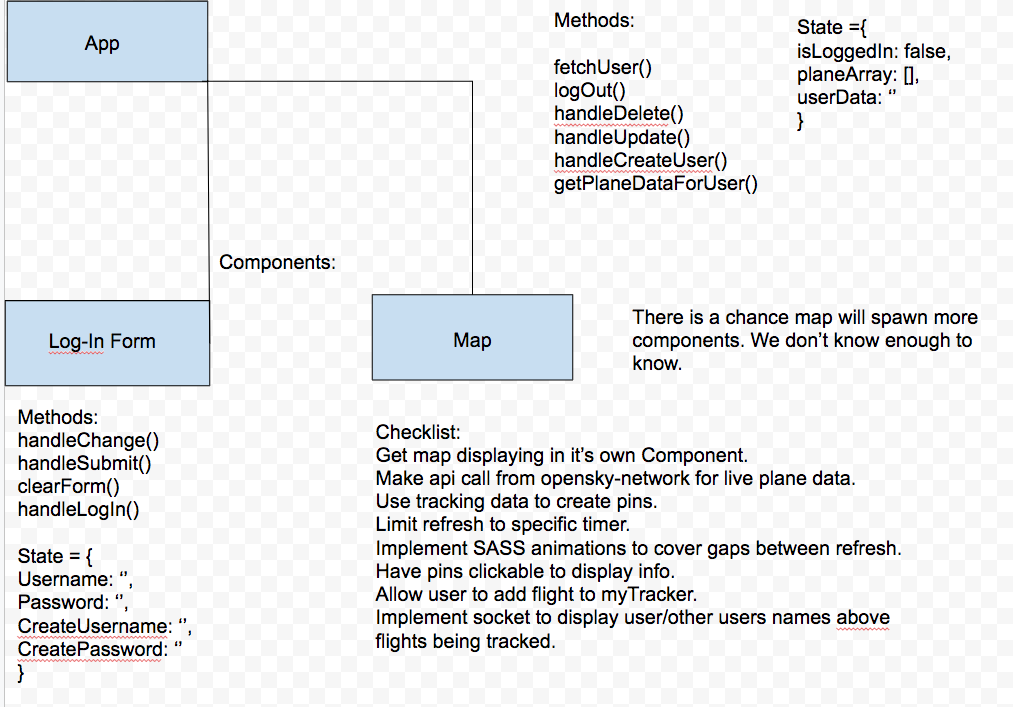 App
Methods:
fetchUser()
logOut()
handleDelete()
handleUpdate()
handleCreateUser()
getPlaneDataForUser()
State ={
isLoggedIn: false,
planeArray: [],
userData: ‘’
}
Components:
Log-In Form
Map
There is a chance map will spawn more
components. We don’t know enough to
know.
Methods:
handleChange()
handleSubmit()
clearForm()
handleLogIn()
State = {
Username: ‘’,
Password: ‘’,
CreateUsername: ‘’,
CreatePassword: ‘’
}
Checklist:
Get map displaying in it’s own Component.
Make api call from opensky-network for live plane data.
Use tracking data to create pins.
Limit refresh to specific timer.
Implement SASS animations to cover gaps between refresh.
Have pins clickable to display info.
Allow user to add flight to myTracker.
Implement socket to display user/other users names above
flights being tracked.